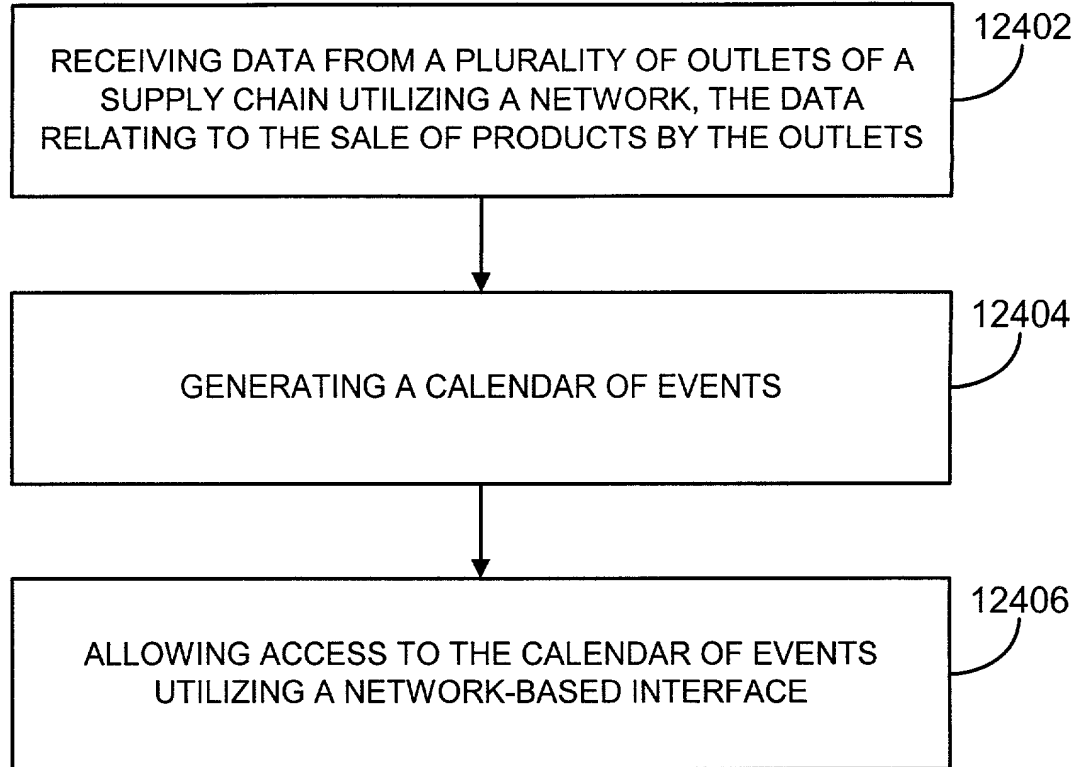 12402
RECEIVING DATA FROM A PLURALITY OF OUTLETS OF A
SUPPLY CHAIN UTILIZING A NETWORK, THE DATA
RELATING TO THE SALE OF PRODUCTS BY THE OUTLETS
12404
GENERATING A CALENDAR OF EVENTS
12406
ALLOWING ACCESS TO THE CALENDAR OF EVENTS
UTILIZING A NETWORK-BASED INTERFACE